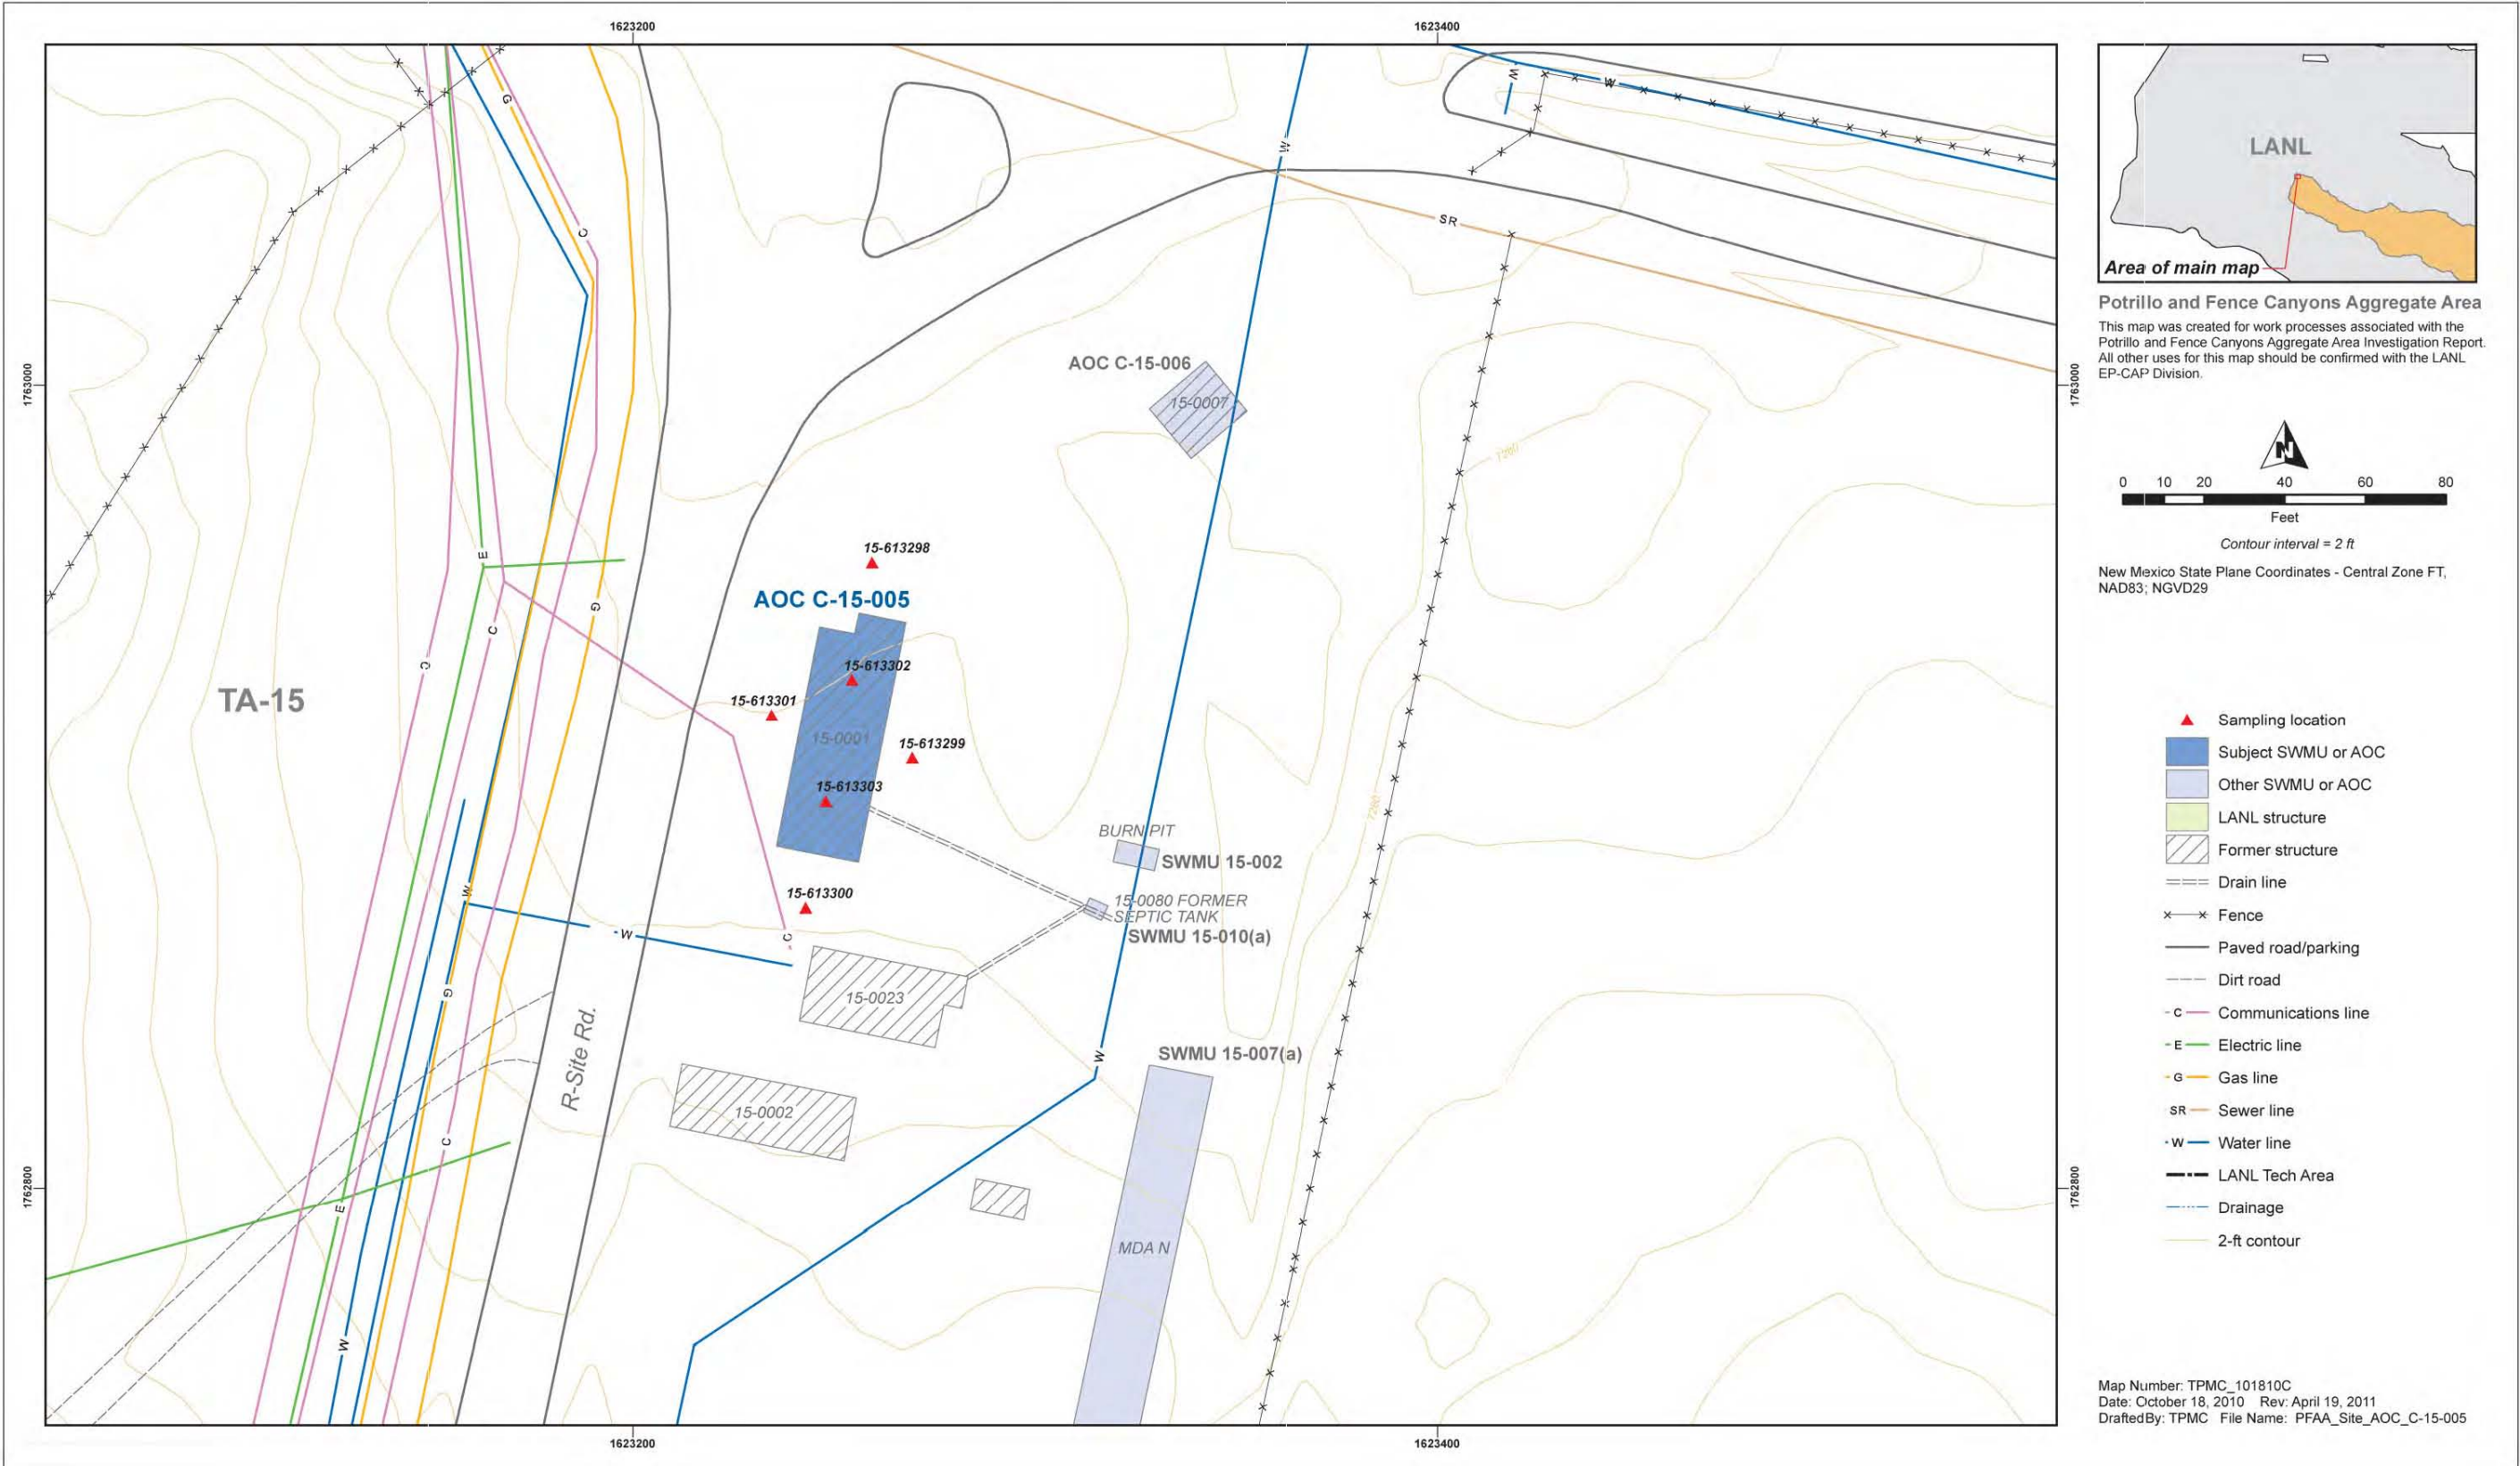 1623200
1623400
1763000
1762800
1763000
1762800
1623200
1623400
G
C
W
W
W
SR
AOC C-15-006
15-0007
7280
E
G
C
C
15-613298
AOC C-15-005
15-613302
15-613301
15-0001
15-613299
15-613303
TA-15
7280
BURN PIT
SWMU 15-002
15-613300
15-0080 FORMER
SEPTIC TANK
SWMU 15-010(a)
W
W
C
G
15-0023
R-Site Rd.
W
SWMU 15-007(a)
15-0002
C
E
MDA N
W
LANL
Area of main map
Potrillo and Fence Canyons Aggregate Area
This map was created for work processes associated with the
Potrillo and Fence Canyons Aggregate Area Investigation Report.
All other uses for this map should be confirmed with the LANL
EP-CAP Division.
N
0 10 20 40 60 80
Feet
Contour interval = 2 ft
New Mexico State Plane Coordinates - Central Zone FT,
NAD83; NGVD29
Sampling location
Subject SWMU or AOC
Other SWMU or AOC
LANL structure
Former structure
Drain line
Fence
Paved road/parking
Dirt road
C Communications line
E Electric line
G Gas line
SR Sewer line
W Water line
LANL Tech Area
Drainage
2-ft contour
Map Number: TPMC_101810C
Date: October 18, 2010 Rev: April 19, 2011
DraftedBy: TPMC File Name: PFAA_Site_AOC_C-15-005